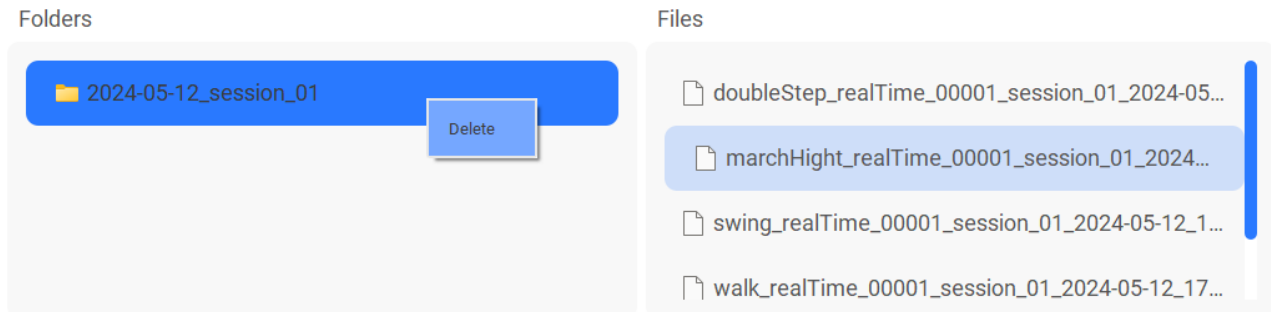 Folders
2024-05-12_session_01
Delete
Files
doubleStep_realTime_00001_session_01_2024-05...
marchHight_realTime_00001_session_01_2024...
swing_realTime_00001_session_01_2024-05-12_1...
walk_realTime_00001_session_01_2024-05-12_17...